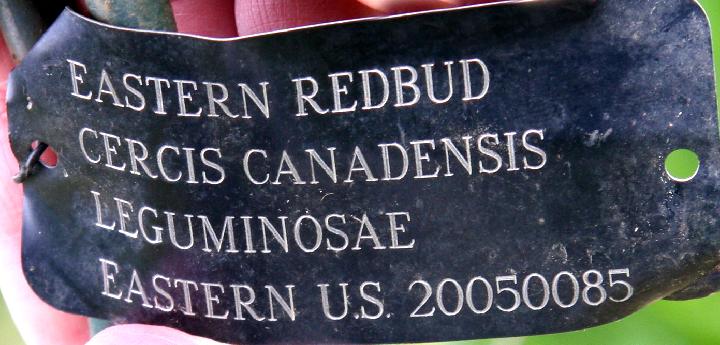 EASTERN REDBUD
CERCIS CANADENSIS
LEGUMINOSAE
EASTERN U.S. 20050085